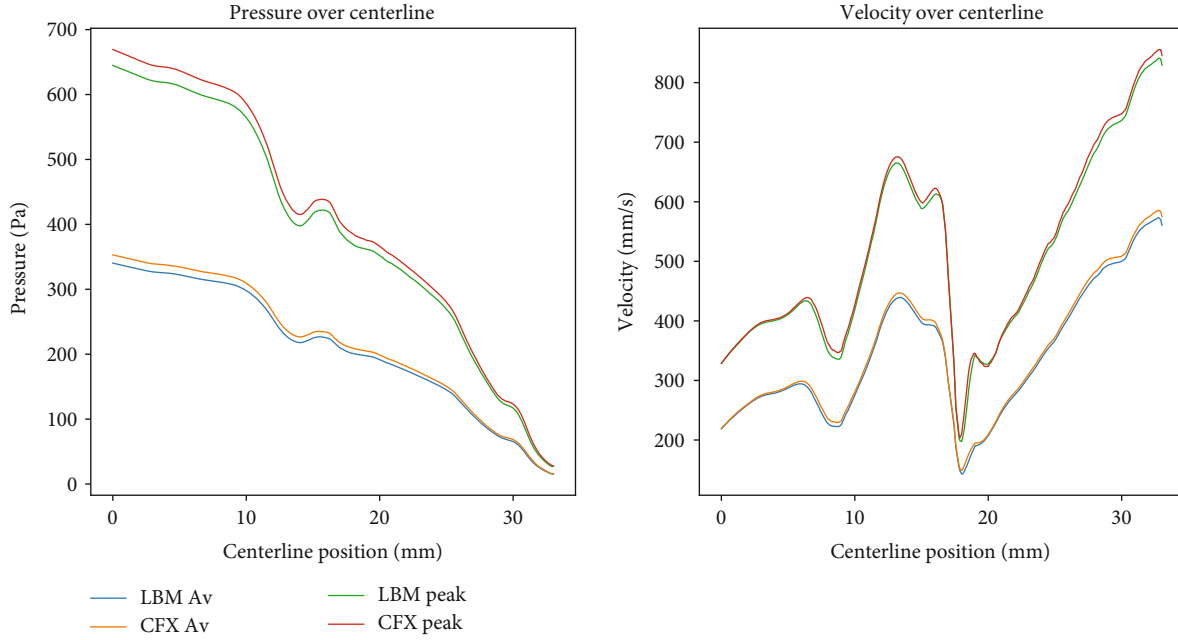 Pressure over centerline
700
600
500
400
300
200
100
0
Pressure (Pa)
0 10 20 30
Centerline position (mm)
Velocity over centerline
800
700
600
500
400
300
200
Velocity (mm/s)
0 10 20 30
Centerline position (mm)
LBM Av
CFX Av
LBM peak
CFX peak